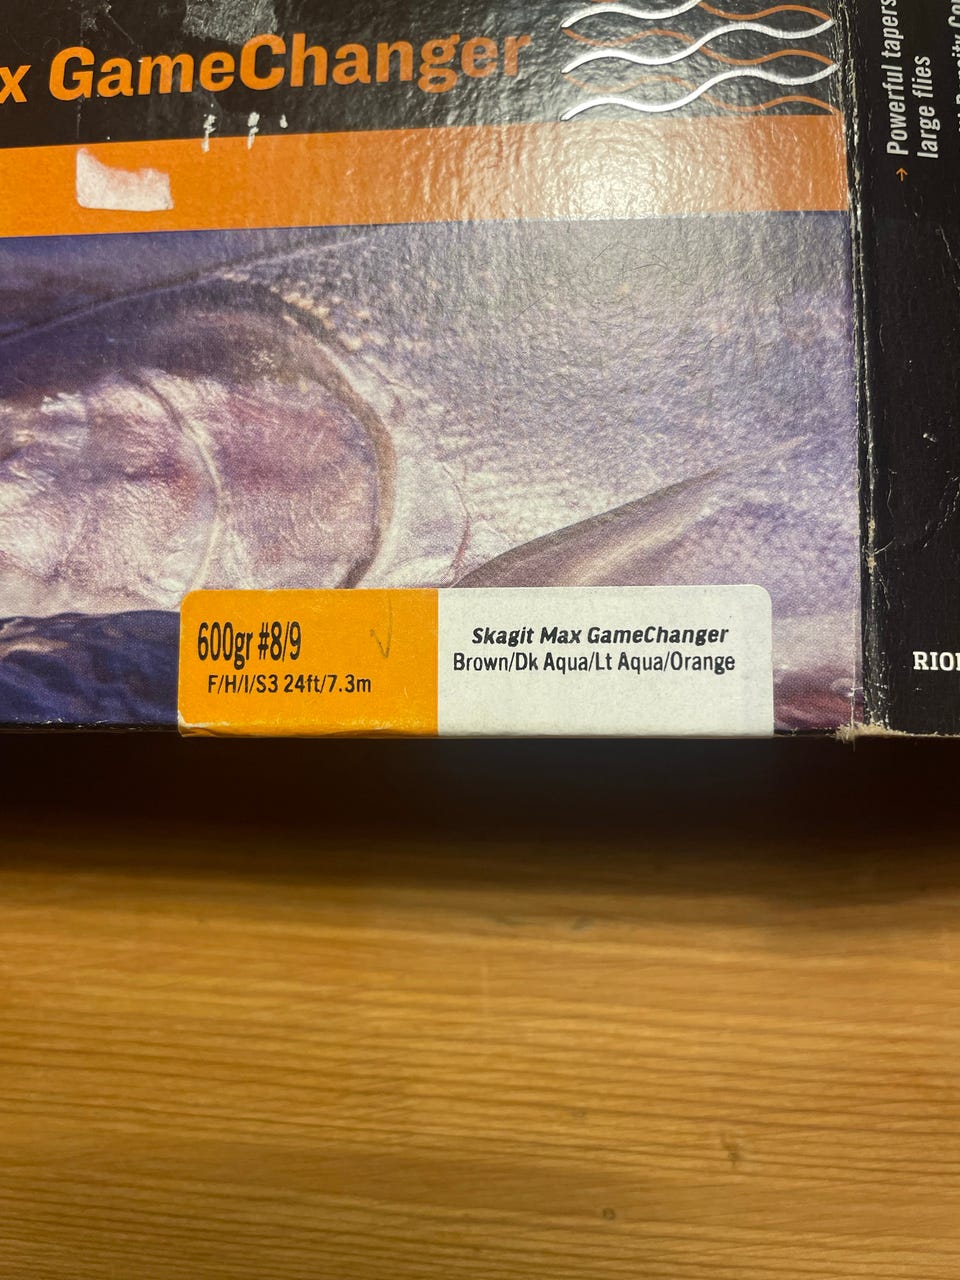 x GameChanger
→ Powerful tapers
large flies
600gr #8/9
F/H/I/S3 24ft/7.3m
Skagit Max GameChanger
Brown/Dk Aqua/Lt Aqua/Orange